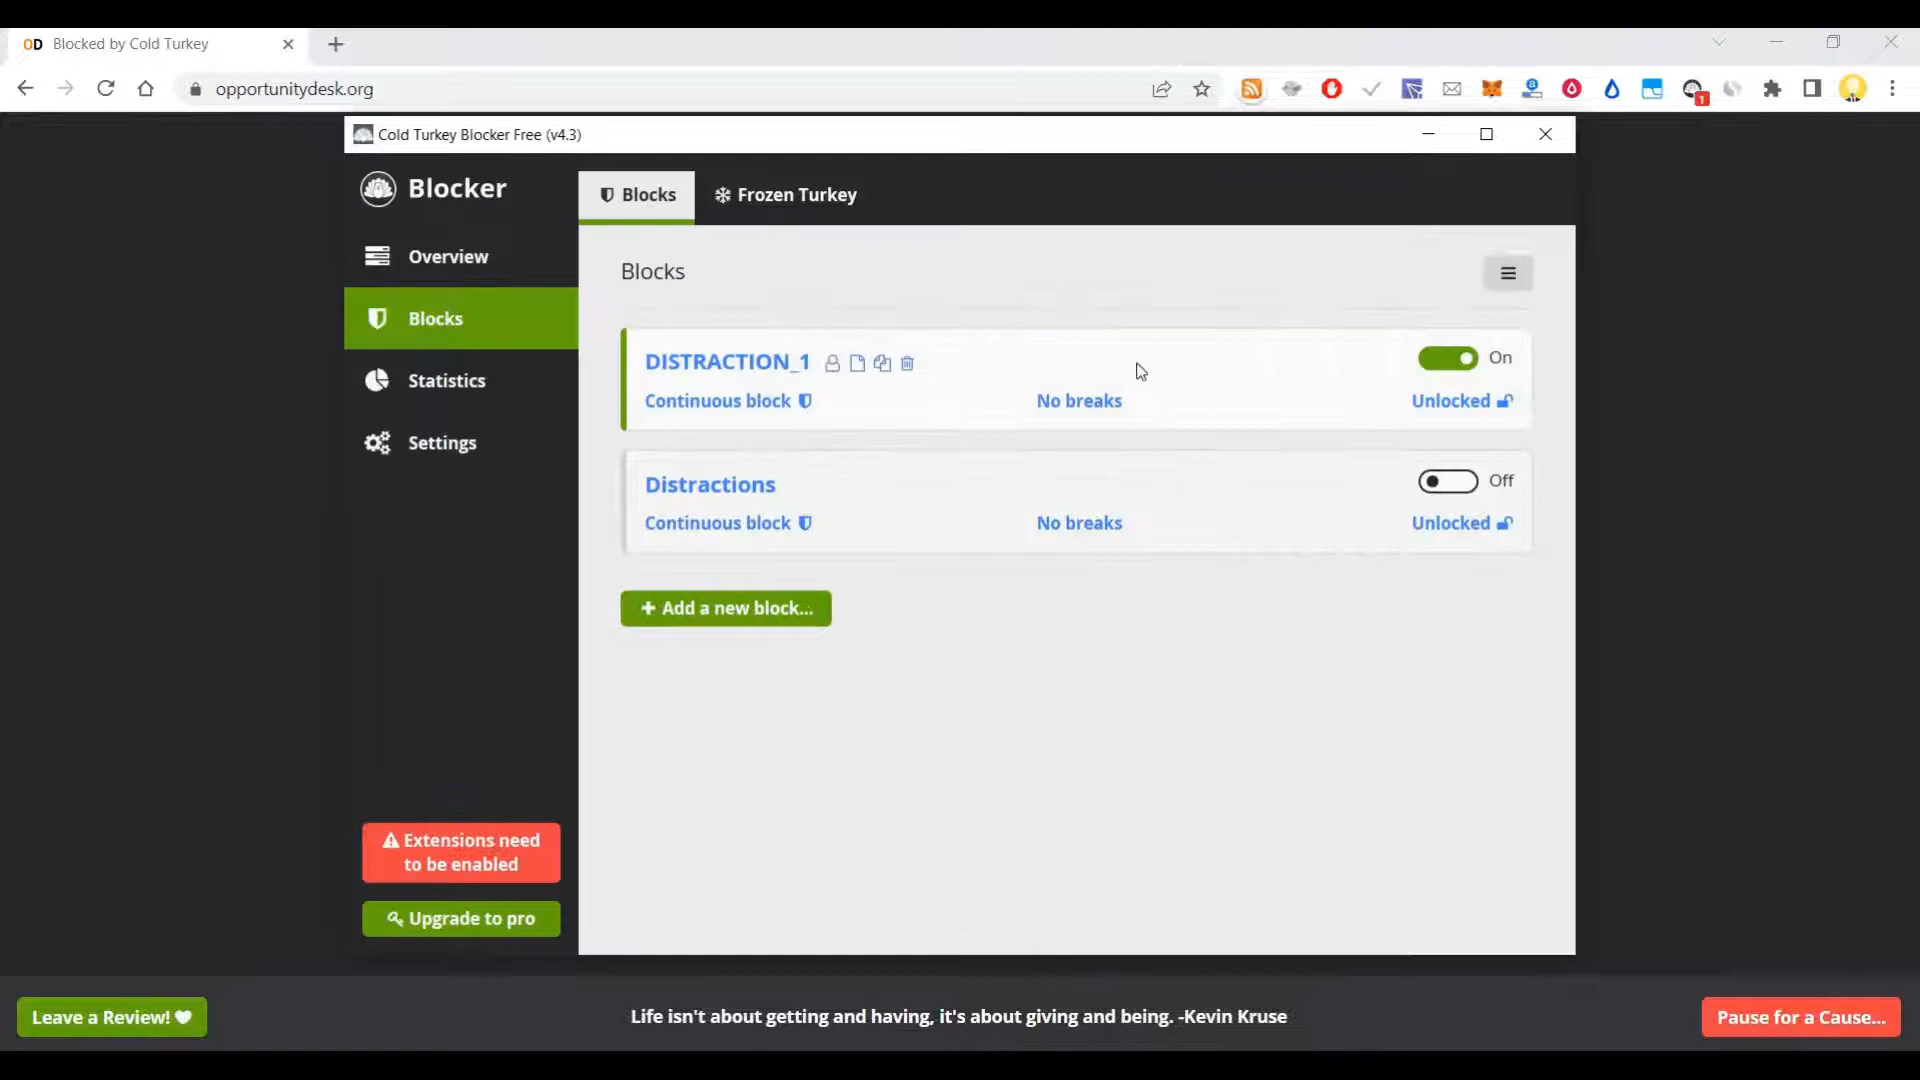 OD Blocked by Cold Turkey
opportunitydesk.org
1
Cold Turkey Blocker Free (v4.3)
Blocker
Overview
Blocks
Statistics
Settings
Extensions need
to be enabled
Upgrade to pro
Blocks
Frozen Turkey
Blocks
DISTRACTION_1
On
Continuous block
No breaks
Unlocked
Distractions
Off
Continuous block
No breaks
Unlocked
+ Add a new block...
Leave a Review!
Life isn't about getting and having, it's about giving and being. -Kevin Kruse
Pause for a Cause...